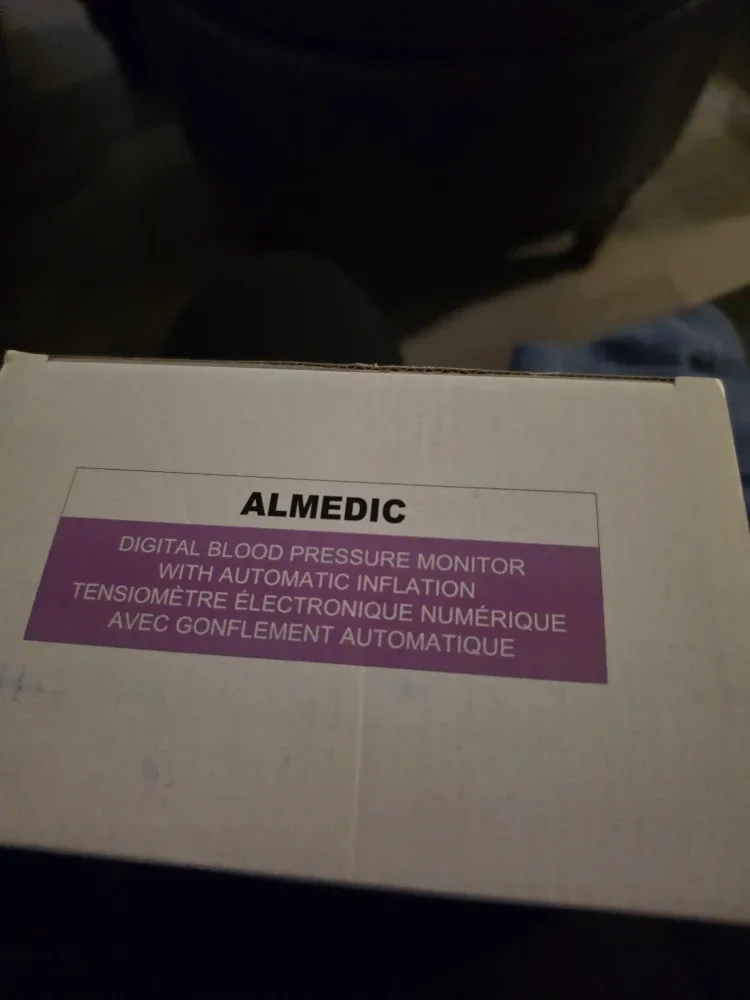 ALMEDIC
DIGITAL BLOOD PRESSURE MONITOR
WITH AUTOMATIC INFLATION
TENSIOMÈTRE ÉLECTRONIQUE NUMÉRIQUE
AVEC GONFLEMENT AUTOMATIQUE